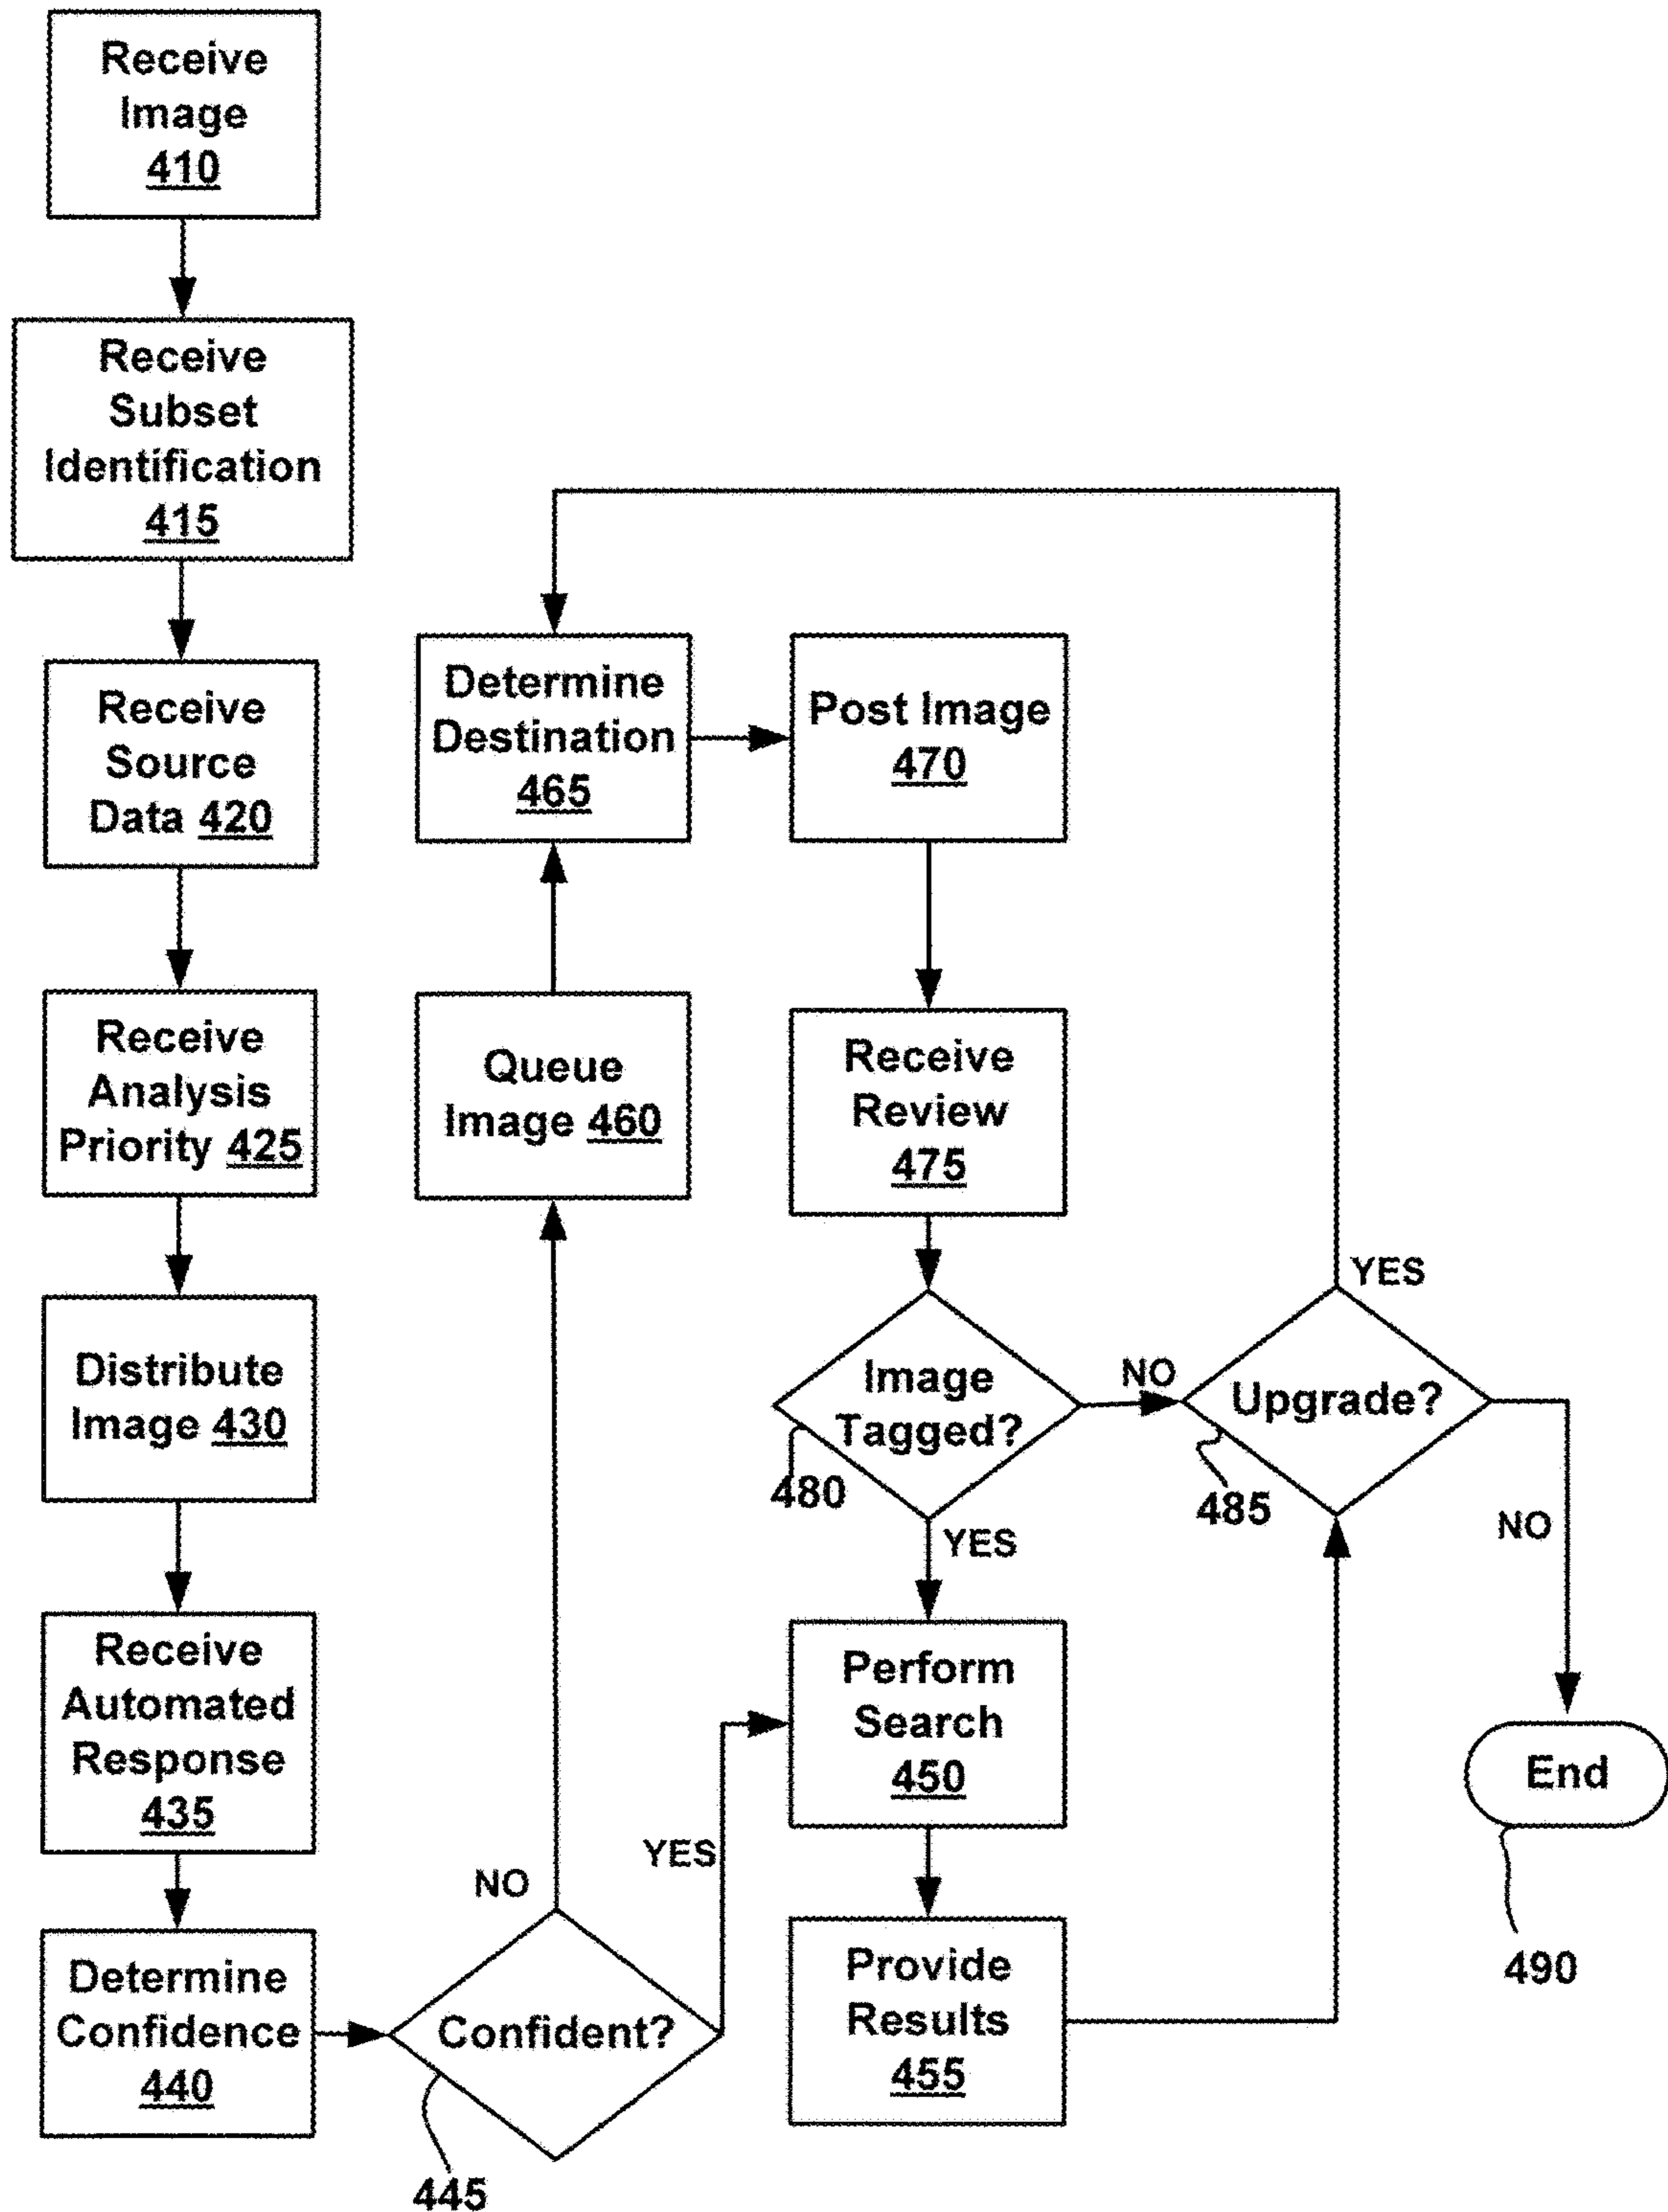 Receive
Image
410
Receive
Subset
Identification
415
Receive
Source
Data 420
Receive
Analysis
Priority 425
Distribute
Image 430
Receive
Automated
Response
435
Determine
Confidence
440
Confident?
445
NO
YES
Queue
Image 460
Determine
Destination
465
Post Image
470
Receive
Review
475
Image
Tagged?
480
NO
YES
Perform
Search
450
Provide
Results
455
Upgrade?
485
YES
NO
End
490